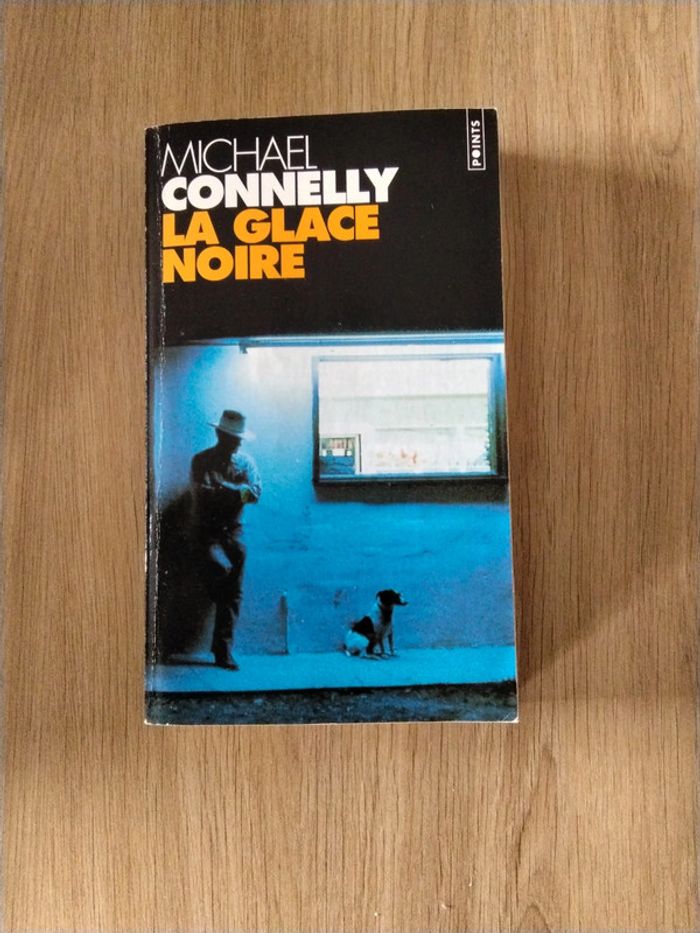 MICHAEL
CONNELLY
LA GLACE
NOIRE
POINTS